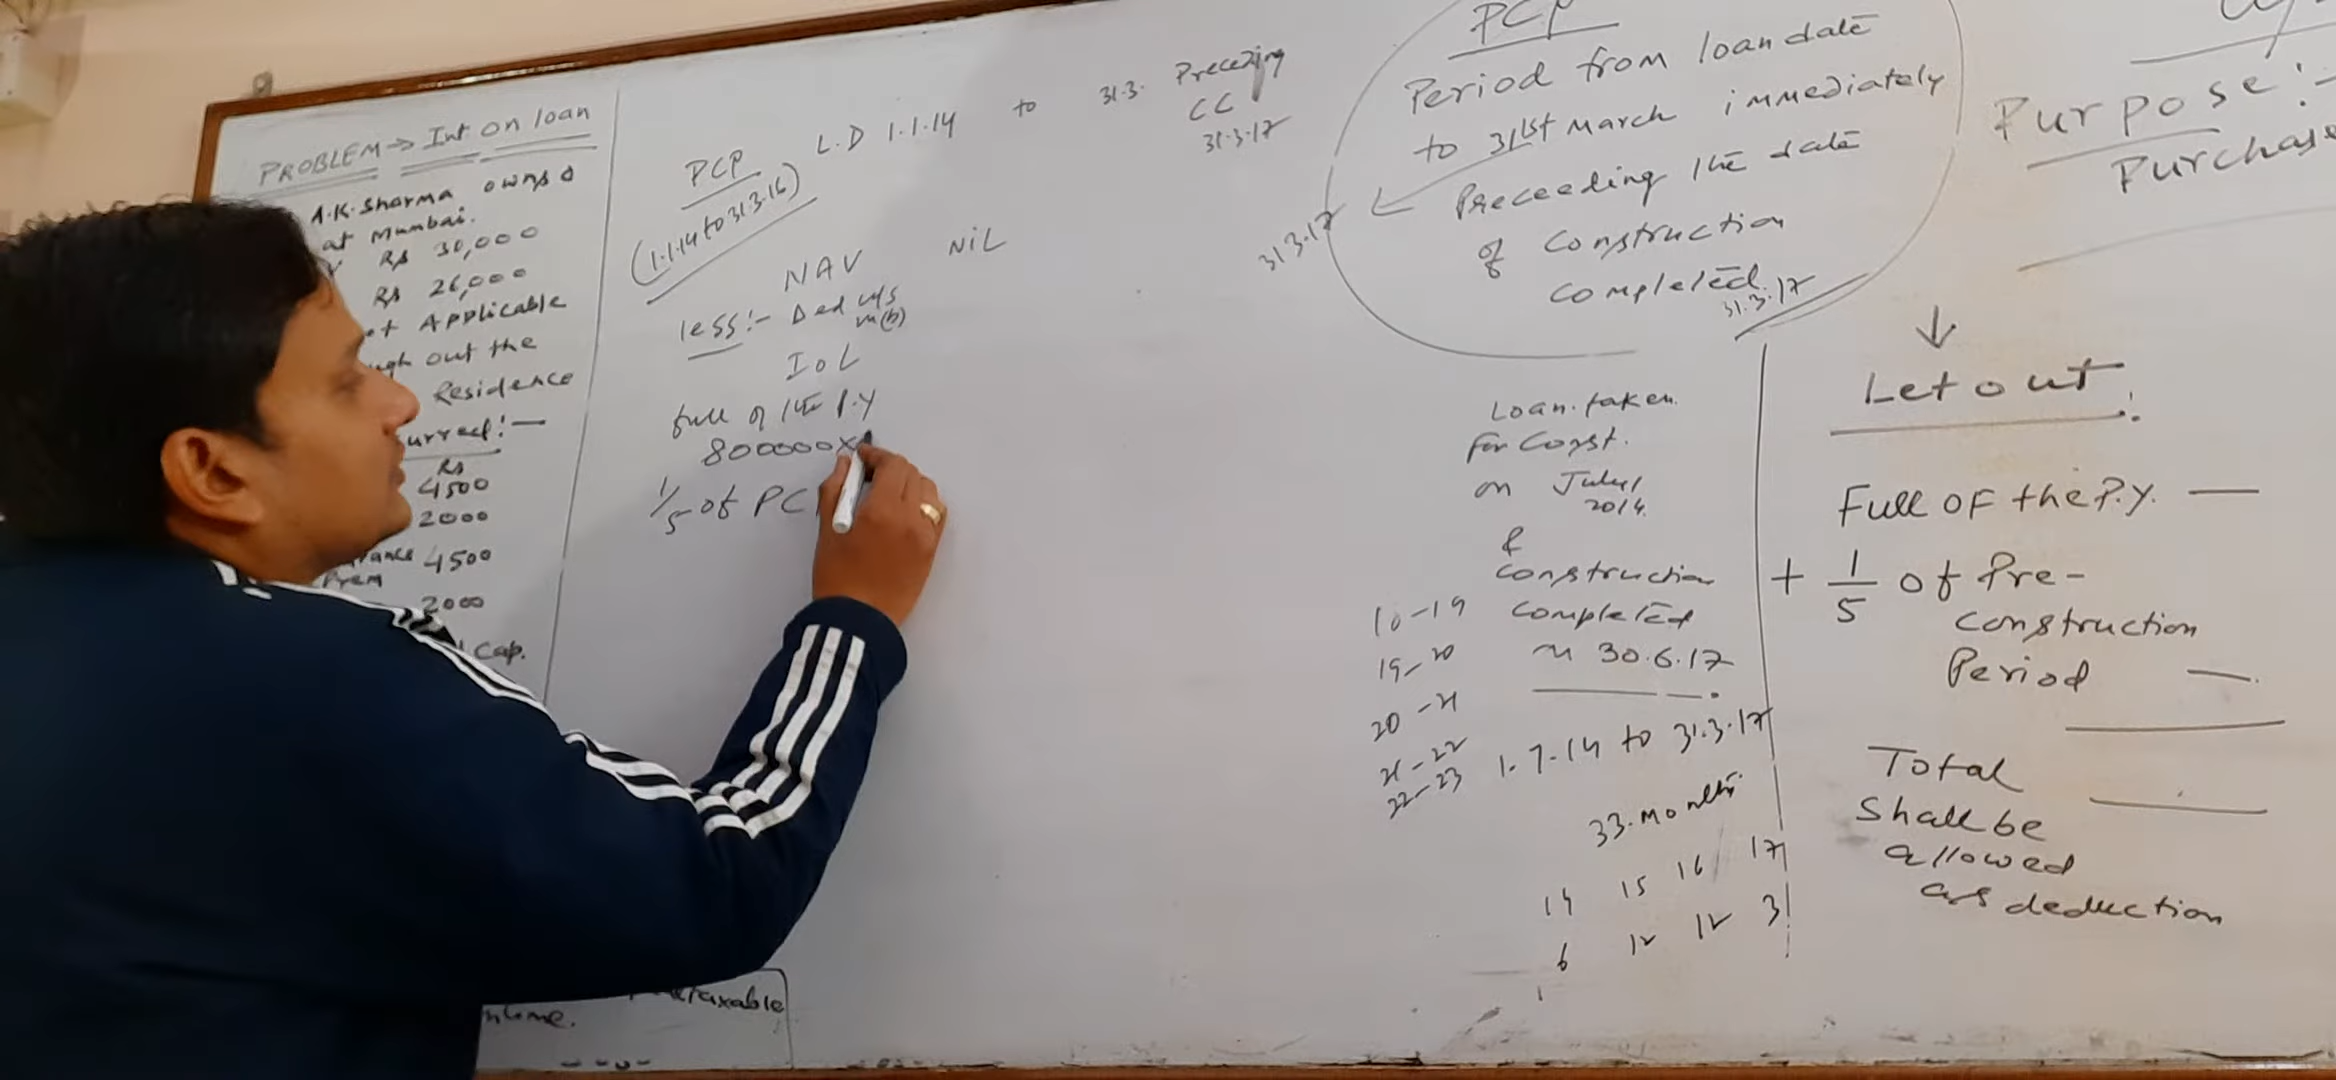 PROBLEM → Int on loan
A.K. Sharma owns a
at Mumbai.
Rs 30,000
Rs 26,000
Applicable
out the
Residence
Rs
4500
2000
4500
Prem
2000
Cap.
taxable
PCP
(1.1.14 to 31.3.16)
L.D 1.1.14 to 31.3. Preceding
CC
31.3.17
NAV NIL
less:- Ded u/s
IOL
full of the P.Y
800000×
1/5 of PC
PCP
Period from loan date
to 31st March immediately
Preceeding the date
of Construction
Completed
31.3.17
31.3.17
Loan taken
for Const.
on July 1
2014
&
construction
completed
30.6.17
19-20
20-21
21-22
22-23
1.7.14 to 31.3.17
33 months
14 15 16 17
6 12 12 3
Purpose:-
Purchase
↓
Let out:
Full OF the P.Y. —
+ 1/5 of Pre-
construction
Period —
Total
Shall be
allowed
as deduction